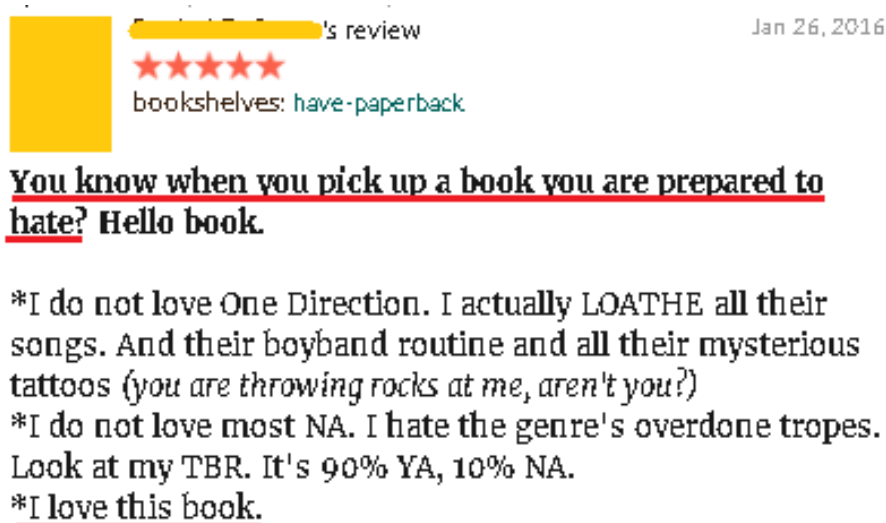 's review
Jan 26, 2016
bookshelves: have-paperback
You know when you pick up a book you are prepared to
hate? Hello book.
*I do not love One Direction. I actually LOATHE all their
songs. And their boyband routine and all their mysterious
tattoos (you are throwing rocks at me, aren't you?)
*I do not love most NA. I hate the genre's overdone tropes.
Look at my TBR. It's 90% YA, 10% NA.
*I love this book.